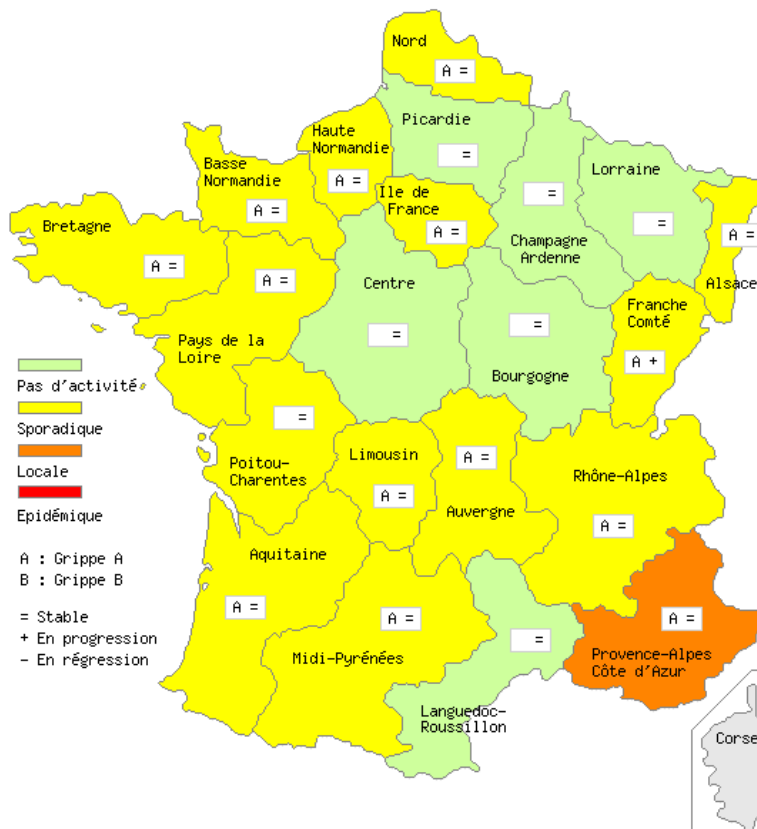 Nord
A =
Picardie
=
Haute
Normandie
A =
Basse
Normandie
A =
Ile de
France
A =
Lorraine
=
=
Champagne
Ardenne
A =
Alsace
Bretagne
A =
A =
Pays de la
Loire
Centre
=
=
Bourgogne
Franche
Comté
A +
=
Poitou-
Charentes
Limousin
A =
A =
Auvergne
Rhône-Alpes
A =
Aquitaine
A =
A =
Midi-Pyrénées
=
Languedoc-
Roussillon
A =
Provence-Alpes
Côte d'Azur
Corse
Pas d'activité
Sporadique
Locale
Epidémique
A : Grippe A
B : Grippe B
= Stable
+ En progression
- En régression